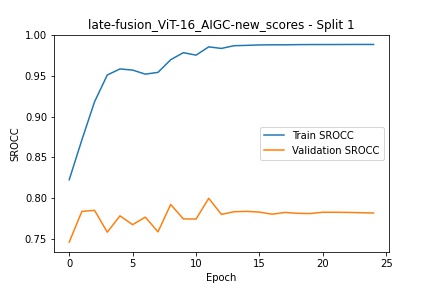 late-fusion_ViT-16_AIGC-new_scores - Split 1
1.00
0.95
0.90
0.85
0.80
0.75
SROCC
Train SROCC
Validation SROCC
0 5 10 15 20 25
Epoch